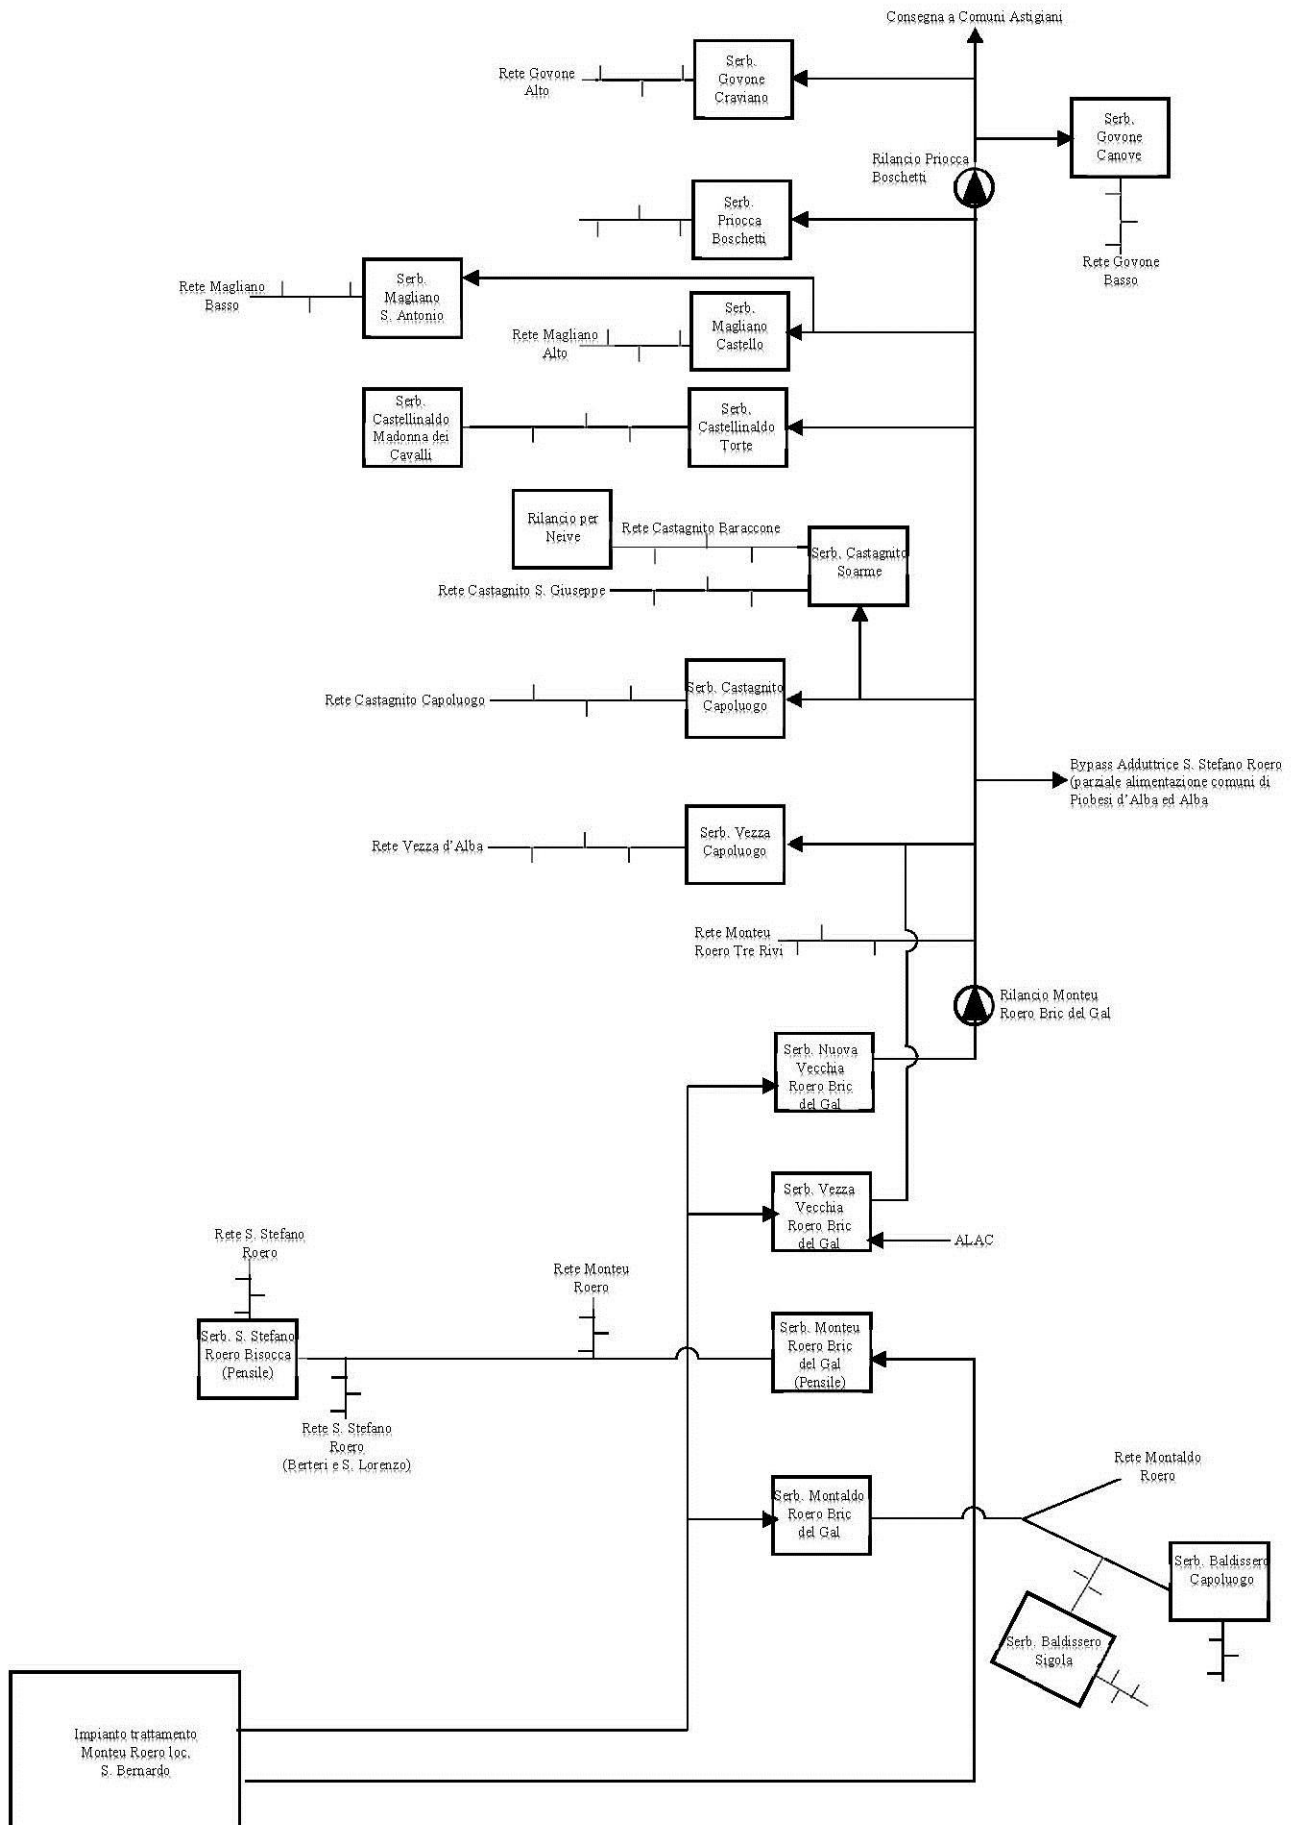 Consegna a Comuni Astigiani
Rete Govone
Alto
Serb.
Govone
Craviano
Serb.
Govone
Canove
Rilancio Priocca
Boschetti
Serb.
Priocca
Boschetti
Rete Govone
Basso
Rete Magliano
Basso
Serb.
Magliano
S. Antonio
Serb.
Magliano
Castello
Rete Magliano
Alto
Serb.
Castellinaldo
Madonna dei
Cavalli
Serb.
Castellinaldo
Torte
Rilancio per
Neive
Rete Castagnito Baraccone
Serb. Castagnito
Soarme
Rete Castagnito S. Giuseppe
Rete Castagnito Capoluogo
Serb. Castagnito
Capoluogo
Bypass Adduttrice S. Stefano Roero
(parziale alimentazione comuni di
Piobesi d'Alba ed Alba
Rete Vezza d'Alba
Serb. Vezza
Capoluogo
Rete Monteu
Roero Tre Rivi
Rilancio Monteu
Roero Bric del Gal
Serb. Nuova
Vecchia
Roero Bric
del Gal
Serb. Vezza
Vecchia
Roero Bric
del Gal
ALAC
Rete S. Stefano
Roero
Rete Monteu
Roero
Serb. S. Stefano
Roero Bisocca
(Pensile)
Serb. Monteu
Roero Bric
del Gal
(Pensile)
Rete S. Stefano
Roero
(Berteri e S. Lorenzo)
Rete Montaldo
Roero
Serb. Montaldo
Roero Bric
del Gal
Serb. Baldissero
Capoluogo
Serb. Baldissero
Sigola
Impianto trattamento
Monteu Roero loc.
S. Bernardo